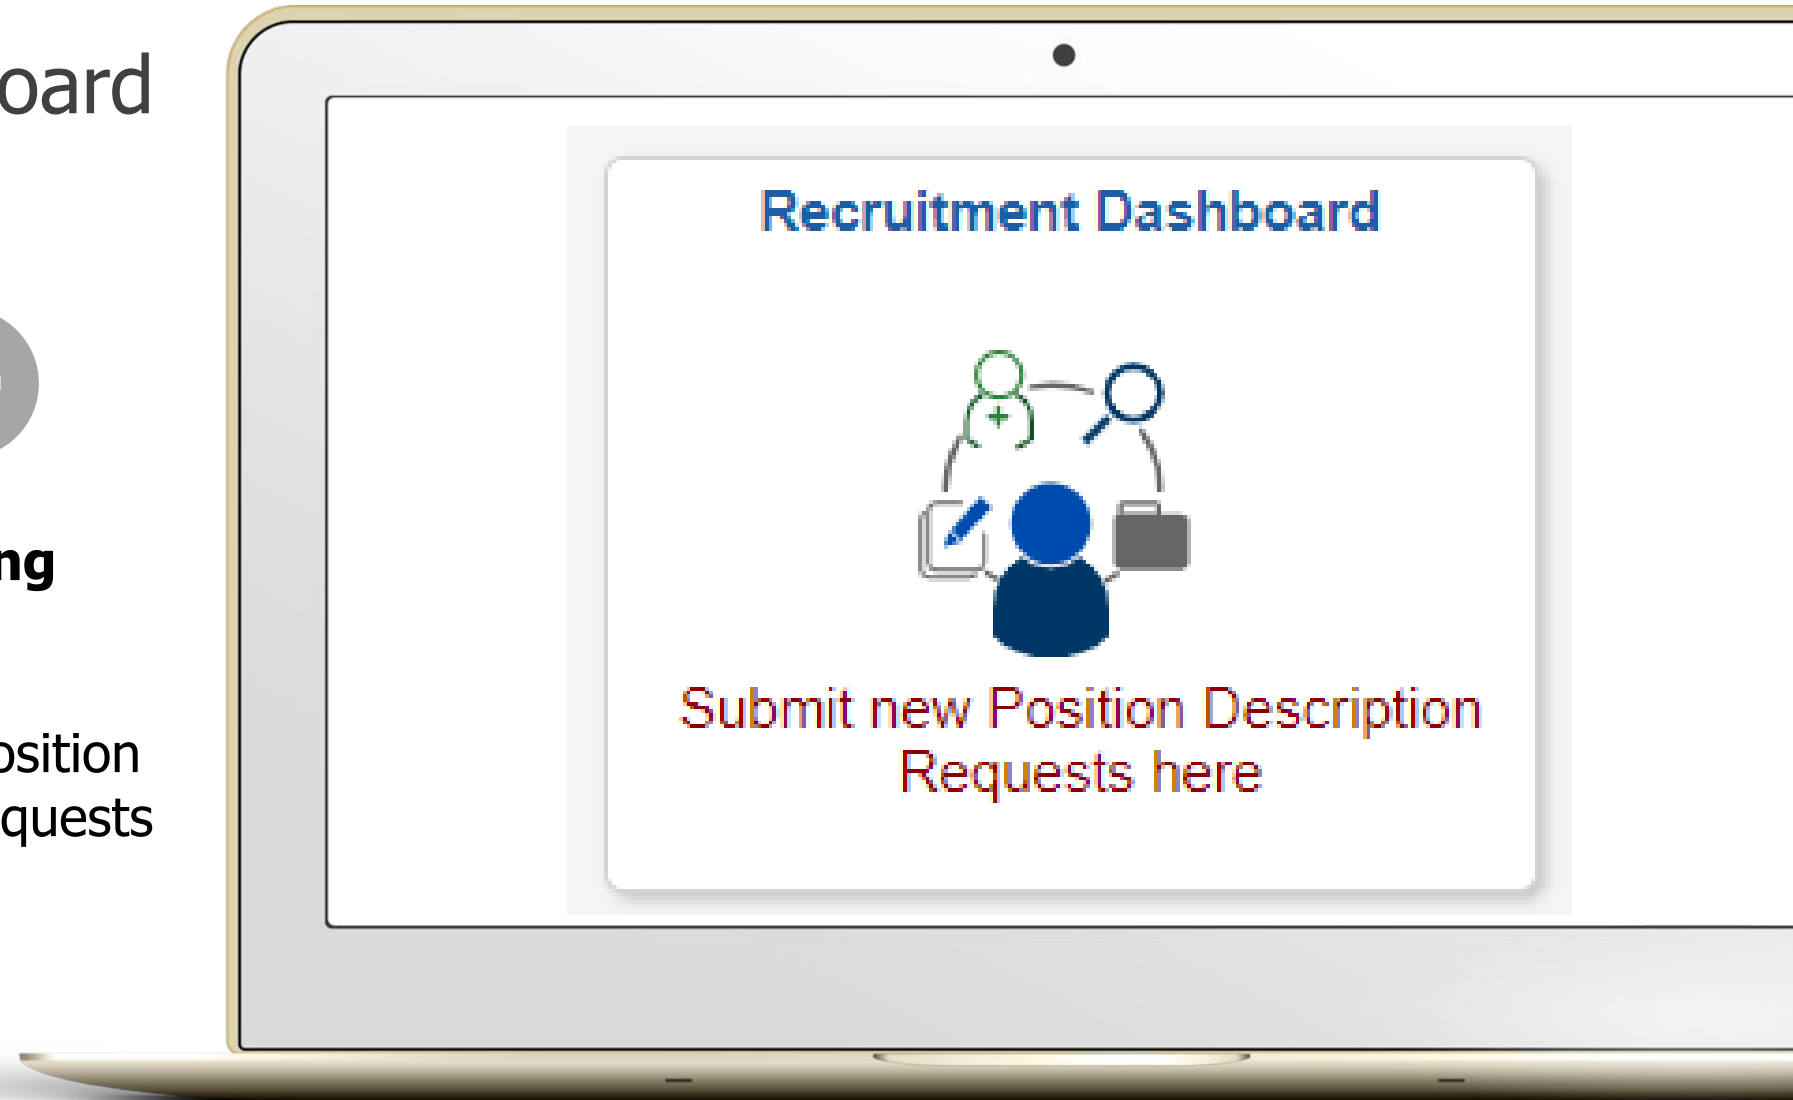 oard
ng
osition
quests
Recruitment Dashboard
Submit new Position Description
Requests here